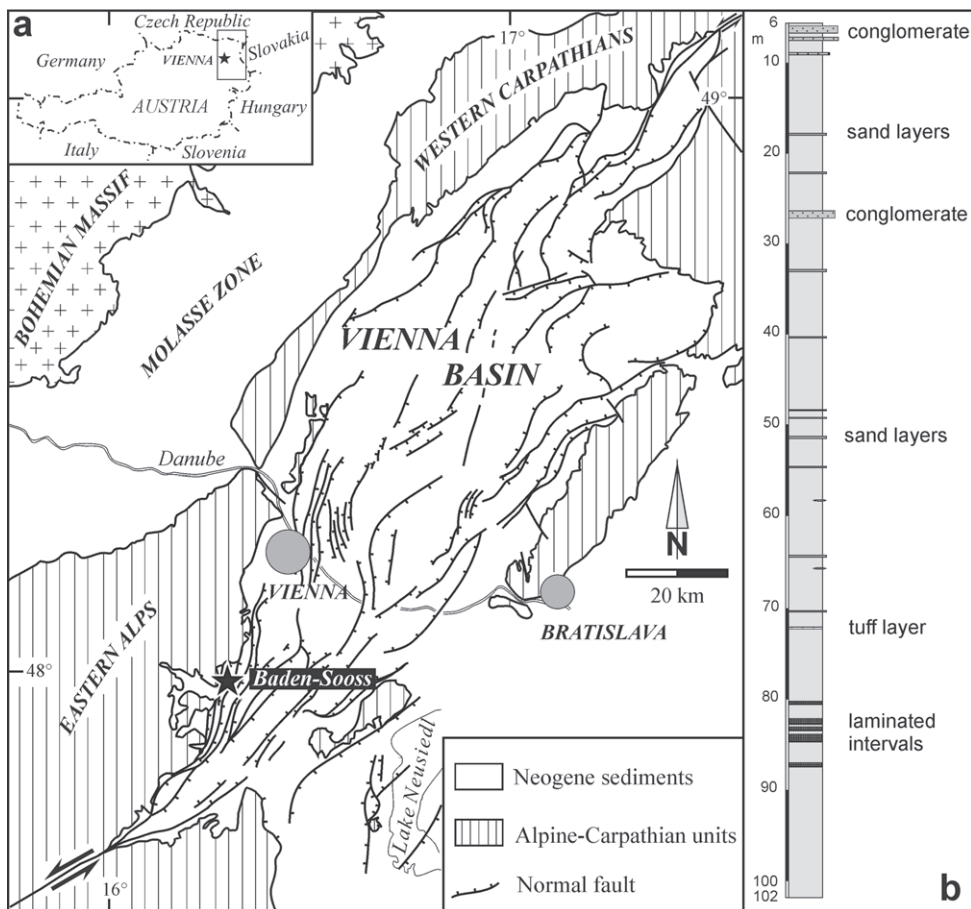 a
Czech Republic
Germany
Slovakia
VIENNA
AUSTRIA
Hungary
Italy
Slovenia
17°
49°
WESTERN CARPATHIANS
BOHEMIAN MASSIF
MOLASSE ZONE
VIENNA
BASIN
Danube
N
20 km
VIENNA
BRATISLAVA
EASTERN ALPS
48°
Baden-Sooss
Lake Neusiedl
16°
Neogene sediments
Alpine-Carpathian units
Normal fault
6
m
10
20
30
40
50
60
70
80
90
100
102
conglomerate
sand layers
conglomerate
sand layers
tuff layer
laminated
intervals
b